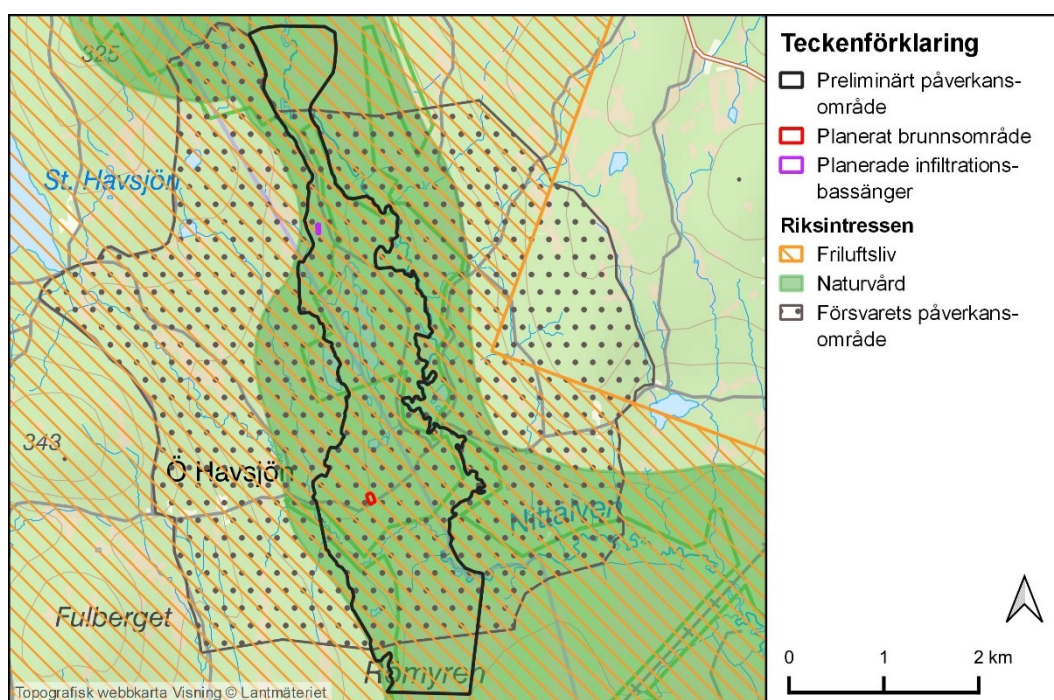 325
St. Havsjön
343
Ö Havsjön
Nittälven
Fulberget
Römyren
Topografisk webbkarta Visning © Lantmäteriet
Teckenförklaring
Preliminärt påverkans-
område
Planerat brunnsområde
Planerade infiltrations-
bassänger
Riksintressen
Friluftsliv
Naturvård
Försvarets påverkans-
område
0 1 2 km